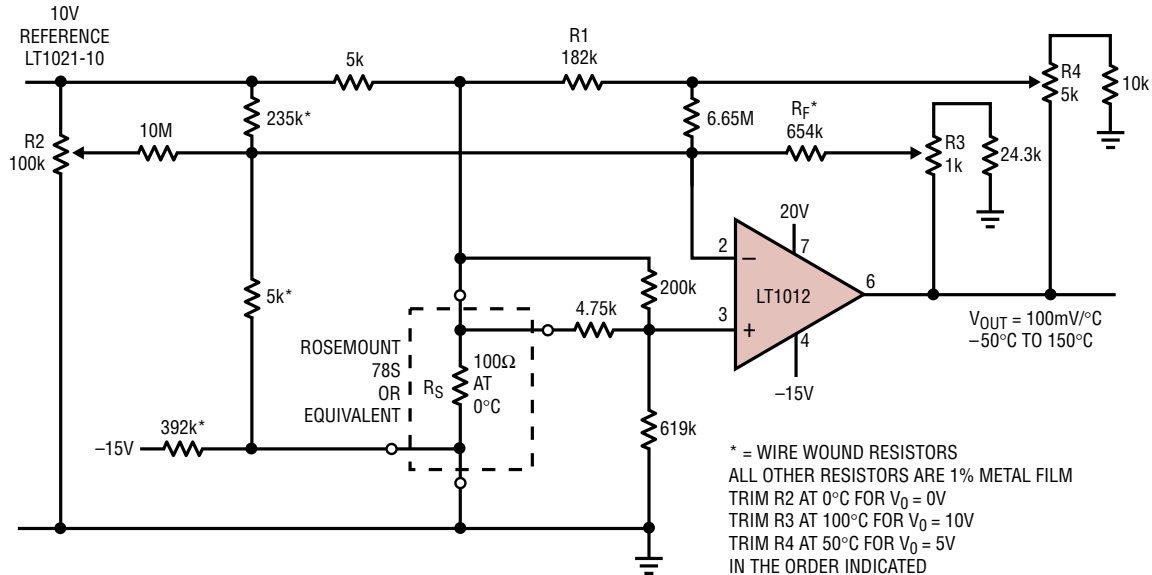 10V
REFERENCE
LT1021-10
5k
R1
182k
R4
5k
10k
235k*
6.65M
RF*
654k
R2
100k
10M
R3
1k
24.3k
20V
2
7
–
LT1012
6
3
+
4
–15V
200k
4.75k
5k*
VOUT = 100mV/°C
–50°C TO 150°C
ROSEMOUNT
78S
OR
EQUIVALENT
RS
100Ω
AT
0°C
392k*
–15V
619k
* = WIRE WOUND RESISTORS
ALL OTHER RESISTORS ARE 1% METAL FILM
TRIM R2 AT 0°C FOR V0 = 0V
TRIM R3 AT 100°C FOR V0 = 10V
TRIM R4 AT 50°C FOR V0 = 5V
IN THE ORDER INDICATED